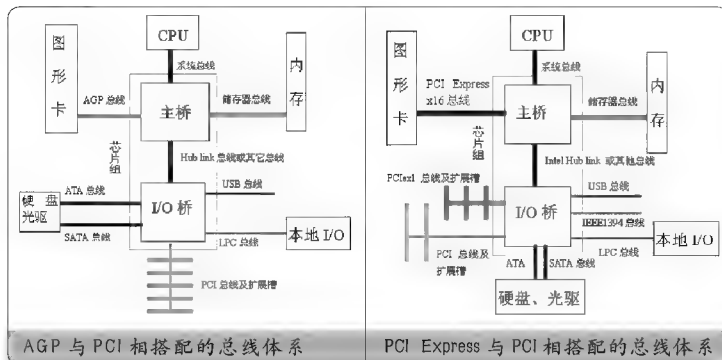 CPU
系统总线
图形卡
AGP 总线
主桥
储存器总线
内存
芯片组
Hub link 总线或其它总线
硬盘
光驱
ATA 总线
SATA 总线
I/O 桥
USB 总线
LPC 总线
本地 I/O
PCI 总线及扩展槽
AGP 与 PCI 相搭配的总线体系
CPU
系统总线
图形卡
PCI Express
x16 总线
主桥
储存器总线
内存
芯片组
Intel Hub link 或其他总线
PCIex1 总线及扩展槽
I/O 桥
USB 总线
IEEE1394 总线
LPC 总线
本地 I/O
PCI 总线及
扩展槽
ATA
SATA 总线
硬盘、光驱
PCI Express 与 PCI 相搭配的总线体系